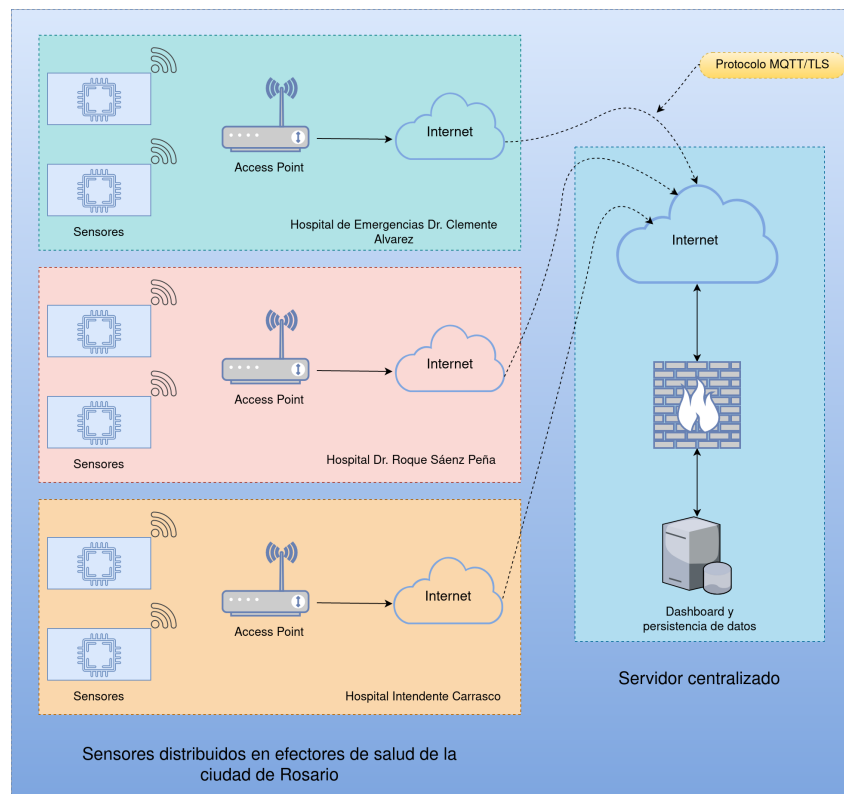 Protocolo MQTT/TLS
Internet
Access Point
Sensores
Hospital de Emergencias Dr. Clemente
Alvarez
Internet
Internet
Access Point
Sensores
Hospital Dr. Roque Sáenz Peña
Internet
Access Point
Sensores
Hospital Intendente Carrasco
Dashboard y
persistencia de datos
Servidor centralizado
Sensores distribuidos en efectores de salud de la
ciudad de Rosario